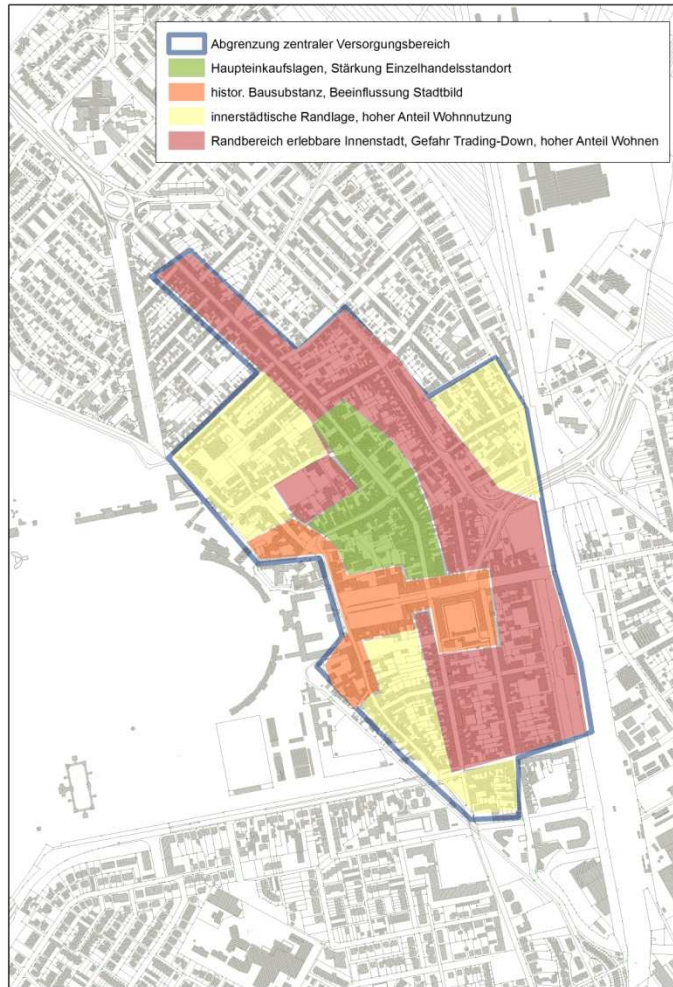 Abgrenzung zentraler Versorgungsbereich
Haupteinkaufslagen, Stärkung Einzelhandelsstandort
histor. Bausubstanz, Beeinflussung Stadtbild
innerstädtische Randlage, hoher Anteil Wohnnutzung
Randbereich erlebbare Innenstadt, Gefahr Trading-Down, hoher Anteil Wohnen